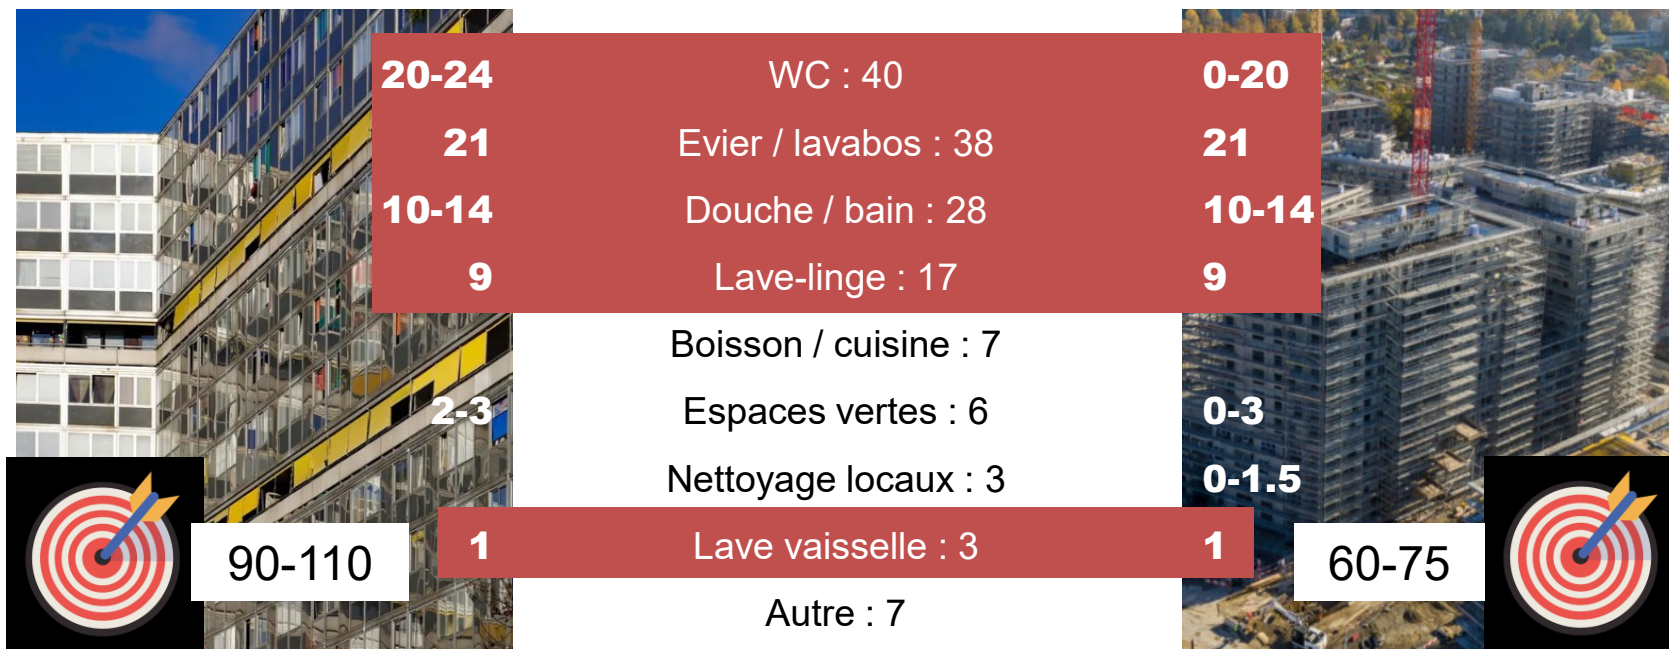 20-24 WC : 40 0-20
21 Evier / lavabos : 38 21
10-14 Douche / bain : 28 10-14
9 Lave-linge : 17 9
Boisson / cuisine : 7
2-3 Espaces vertes : 6 0-3
Nettoyage locaux : 3 0-1.5
1 Lave vaisselle : 3 1
90-110 60-75
Autre : 7